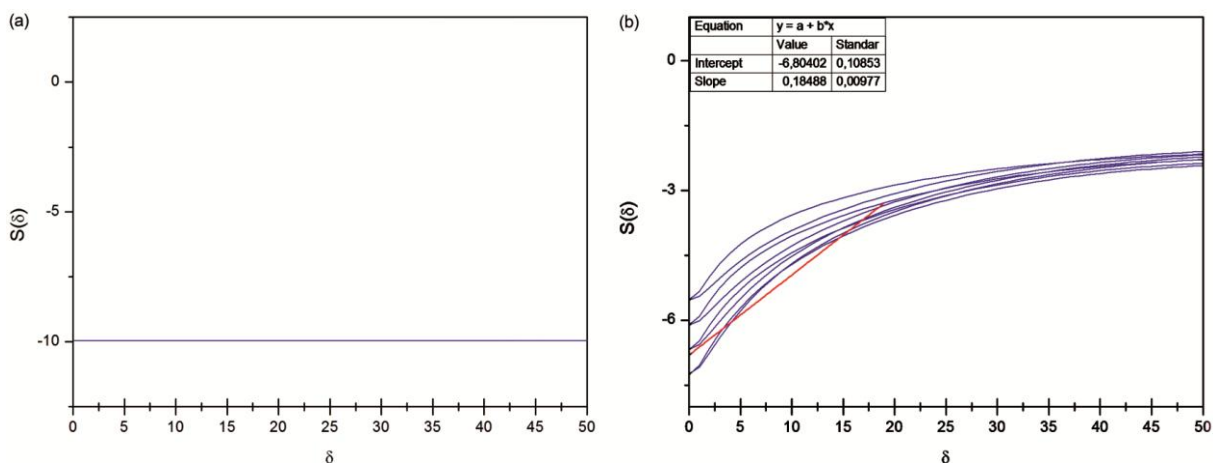 (a)
0
-5
-10
S(δ)
0 5 10 15 20 25 30 35 40 45 50
δ
(b)
Equation y = a + b*x
Value Standar
Intercept -6,80402 0,10853
Slope 0,18488 0,00977
0
-3
-6
S(δ)
0 5 10 15 20 25 30 35 40 45 50
δ